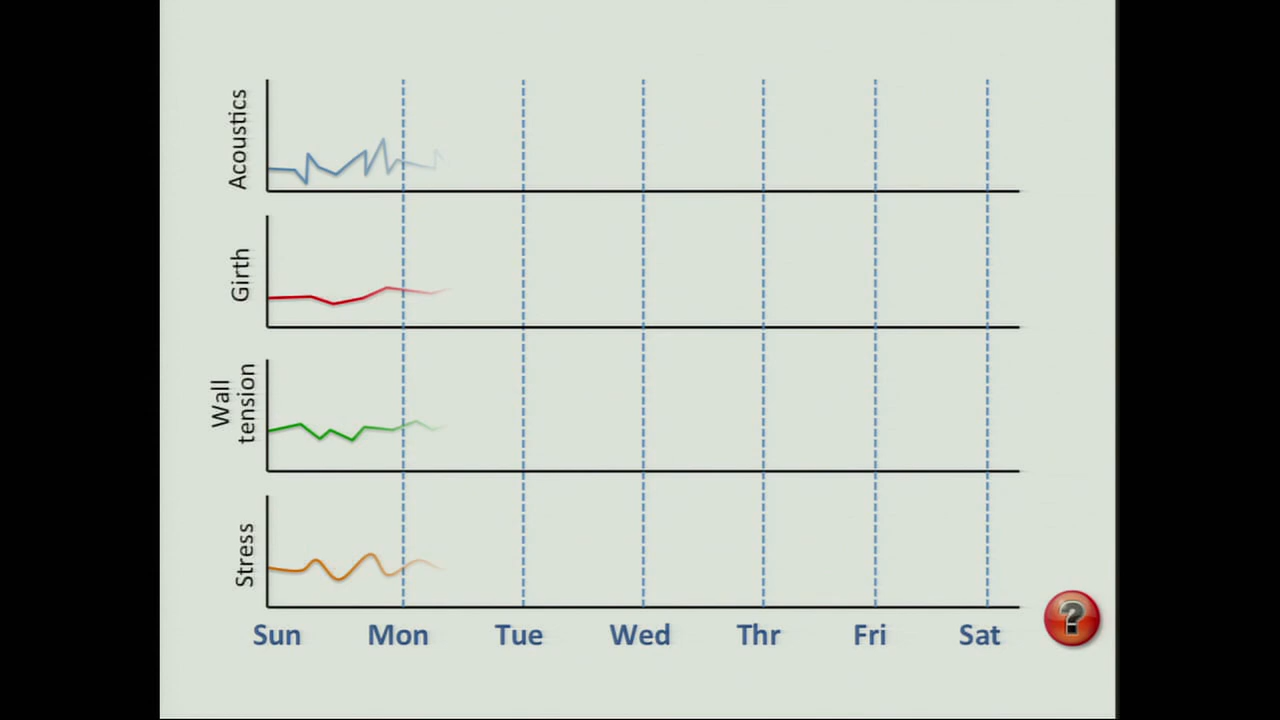 Acoustics
Girth
Wall
tension
Stress
Sun Mon Tue Wed Thr Fri Sat
?